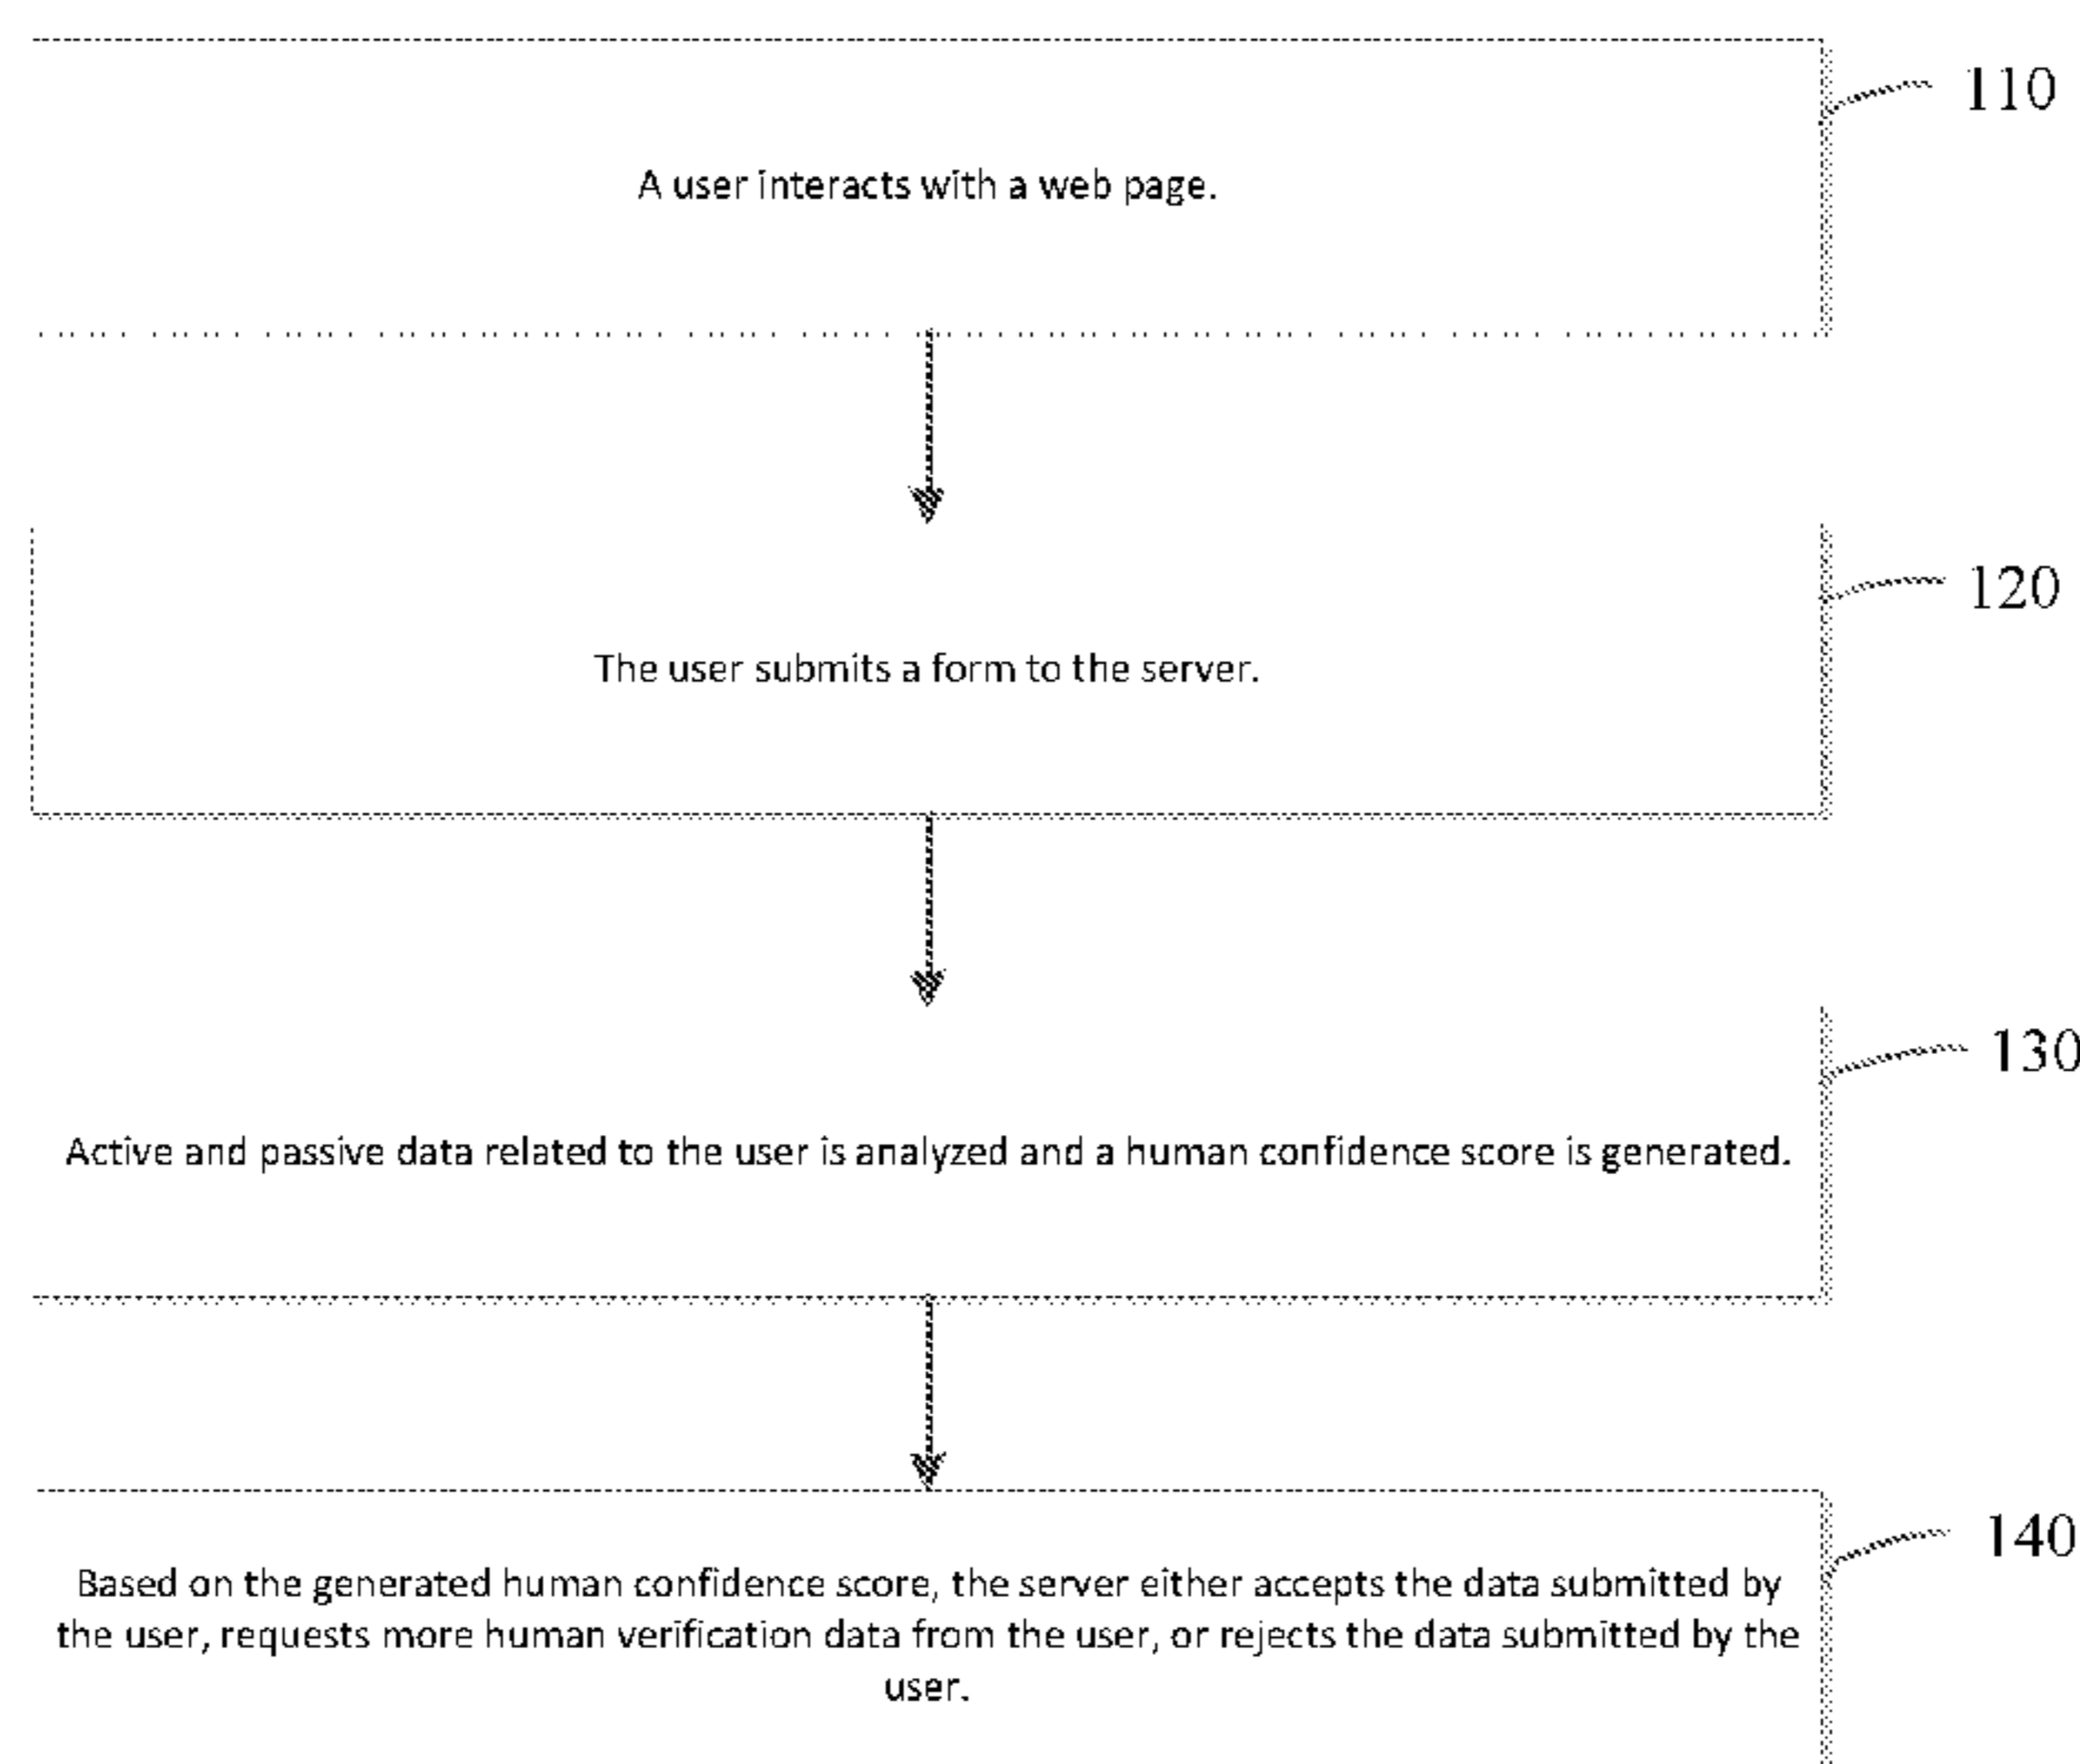 110
A user interacts with a web page.
120
The user submits a form to the server.
130
Active and passive data related to the user is analyzed and a human confidence score is generated.
140
Based on the generated human confidence score, the server either accepts the data submitted by
the user, requests more human verification data from the user, or rejects the data submitted by the
user.